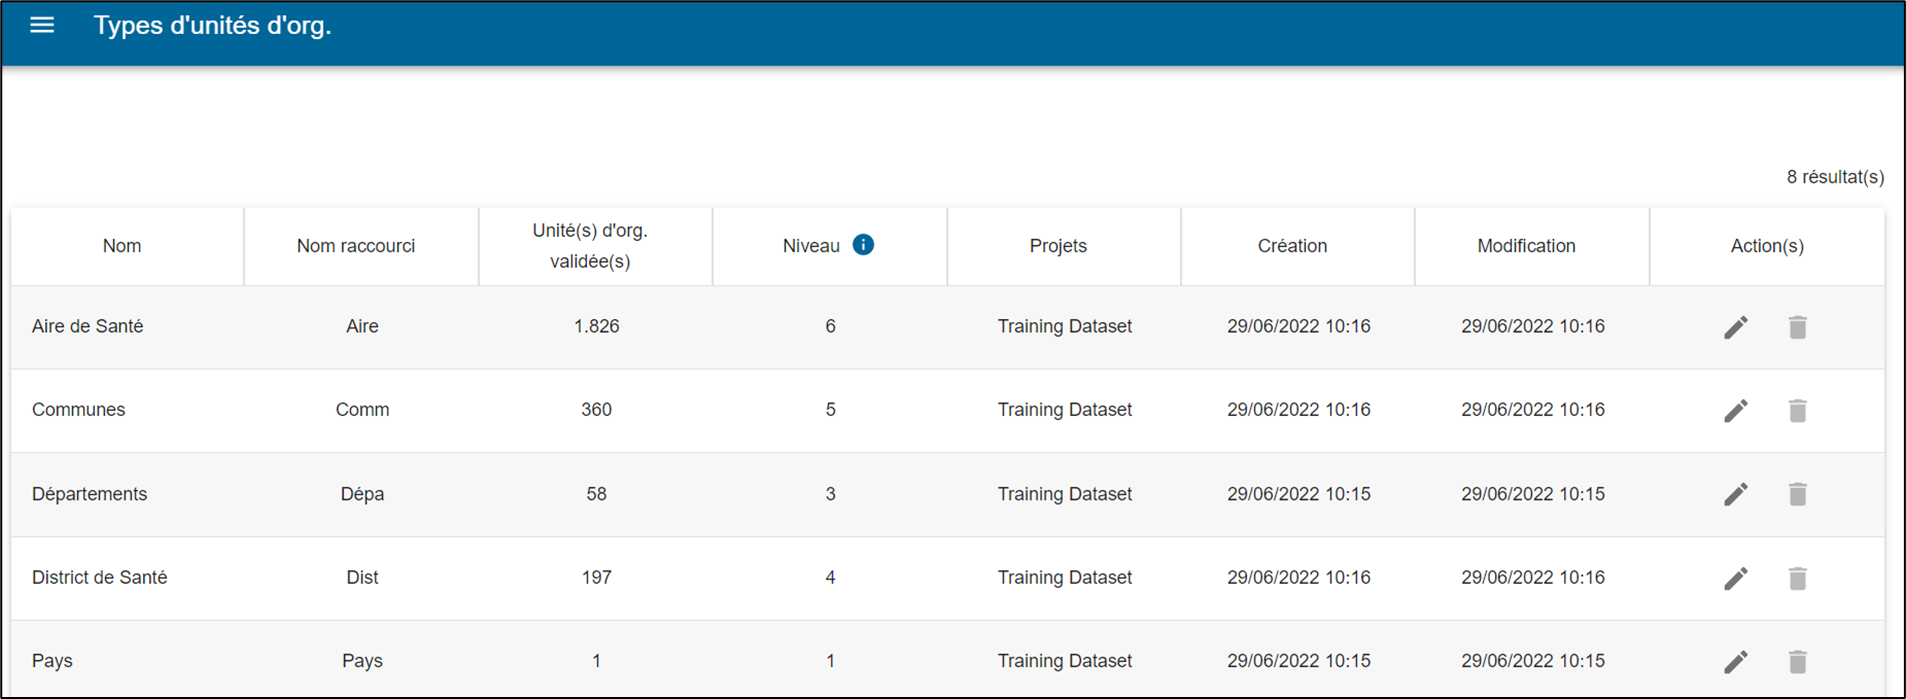 Types d'unités d'org.
8 résultat(s)
Nom Nom raccourci Unité(s) d'org. validée(s) Niveau i Projets Création Modification Action(s)
Aire de Santé Aire 1.826 6 Training Dataset 29/06/2022 10:16 29/06/2022 10:16
Communes Comm 360 5 Training Dataset 29/06/2022 10:16 29/06/2022 10:16
Départements Dépa 58 3 Training Dataset 29/06/2022 10:15 29/06/2022 10:15
District de Santé Dist 197 4 Training Dataset 29/06/2022 10:16 29/06/2022 10:16
Pays Pays 1 1 Training Dataset 29/06/2022 10:15 29/06/2022 10:15